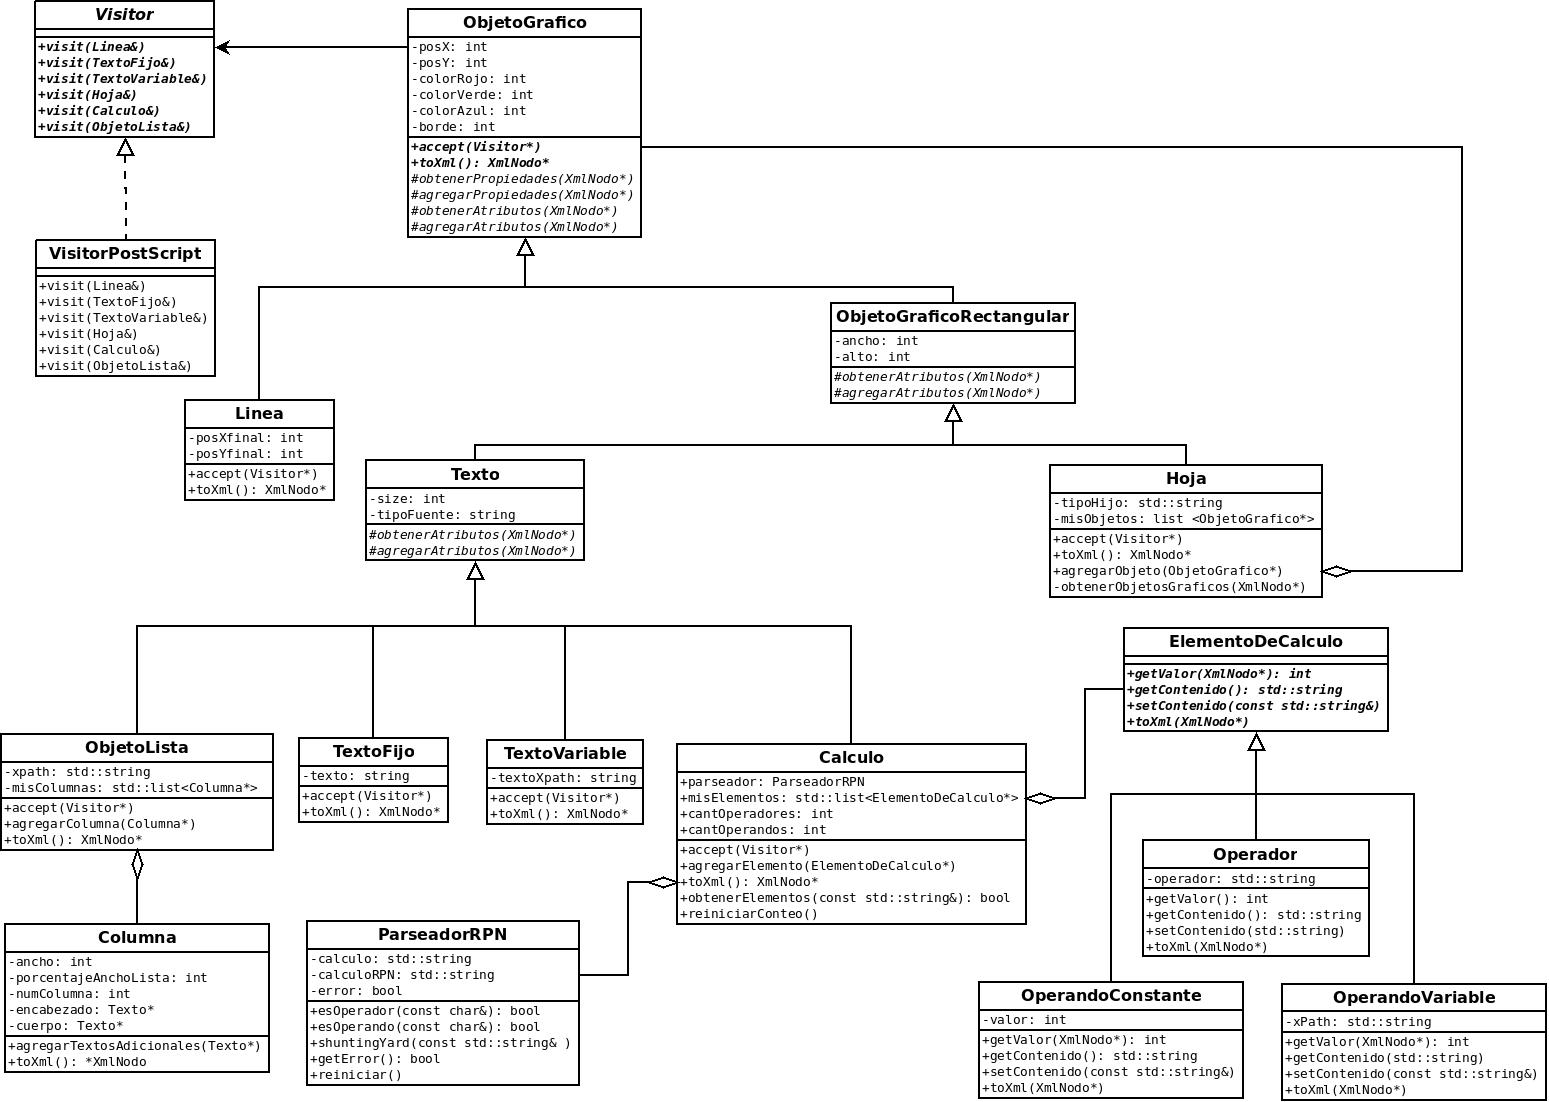 Visitor
+visit(Linea&)
+visit(TextoFijo&)
+visit(TextoVariable&)
+visit(Hoja&)
+visit(Calculo&)
+visit(ObjetoLista&)
ObjetoGrafico
-posX: int
-posY: int
-colorRojo: int
-colorVerde: int
-colorAzul: int
-borde: int
+accept(Visitor*)
+toXml(): XmlNodo*
#obtenerPropiedades(XmlNodo*)
#agregarPropiedades(XmlNodo*)
#obtenerAtributos(XmlNodo*)
#agregarAtributos(XmlNodo*)
VisitorPostScript
+visit(Linea&)
+visit(TextoFijo&)
+visit(TextoVariable&)
+visit(Hoja&)
+visit(Calculo&)
+visit(ObjetoLista&)
ObjetoGraficoRectangular
-ancho: int
-alto: int
#obtenerAtributos(XmlNodo*)
#agregarAtributos(XmlNodo*)
Linea
-posXfinal: int
-posYfinal: int
+accept(Visitor*)
+toXml(): XmlNodo*
Texto
-size: int
-tipoFuente: string
#obtenerAtributos(XmlNodo*)
#agregarAtributos(XmlNodo*)
Hoja
-tipoHijo: std::string
-misObjetos: list <ObjetoGrafico*>
+accept(Visitor*)
+toXml(): XmlNodo*
+agregarObjeto(ObjetoGrafico*)
-obtenerObjetosGraficos(XmlNodo*)
ElementoDeCalculo
+getValor(XmlNodo*): int
+getContenido(): std::string
+setContenido(const std::string&)
+toXml(XmlNodo*)
ObjetoLista
-xpath: std::string
-misColumnas: std::list<Columna*>
+accept(Visitor*)
+agregarColumna(Columna*)
+toXml(): XmlNodo*
TextoFijo
-texto: string
+accept(Visitor*)
+toXml(): XmlNodo*
TextoVariable
-textoXpath: string
+accept(Visitor*)
+toXml(): XmlNodo*
Calculo
+parseador: ParseadorRPN
+misElementos: std::list<ElementoDeCalculo*>
+cantOperadores: int
+cantOperandos: int
+accept(Visitor*)
+agregarElemento(ElementoDeCalculo*)
+toXml(): XmlNodo*
+obtenerElementos(const std::string&): bool
+reiniciarConteo()
Operador
-operador: std::string
+getValor(): int
+getContenido(): std::string
+setContenido(std::string)
+toXml(XmlNodo*)
Columna
-ancho: int
-porcentajeAnchoLista: int
-numColumna: int
-encabezado: Texto*
-cuerpo: Texto*
+agregarTextosAdicionales(Texto*)
+toXml(): *XmlNodo
ParseadorRPN
-calculo: std::string
-calculoRPN: std::string
-error: bool
+esOperador(const char&): bool
+esOperando(const char&): bool
+shuntingYard(const std::string& )
+getError(): bool
+reiniciar()
OperandoConstante
-valor: int
+getValor(XmlNodo*): int
+getContenido(): std::string
+setContenido(const std::string&)
+toXml(XmlNodo*)
OperandoVariable
-xPath: std::string
+getValor(XmlNodo*): int
+getContenido(std::string)
+setContenido(const std::string&)
+toXml(XmlNodo*)